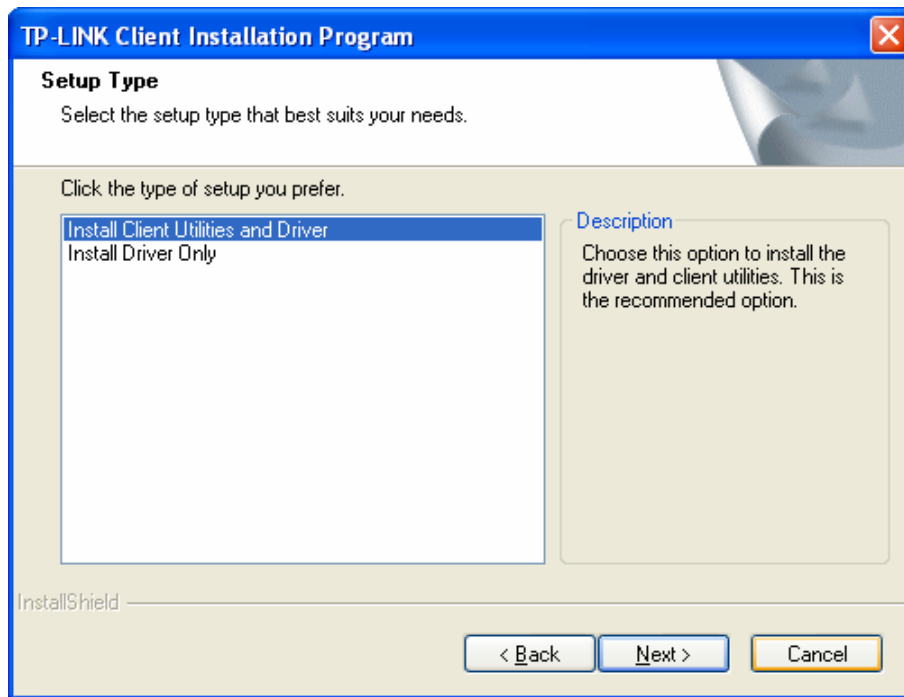 TP-LINK Client Installation Program
Setup Type
Select the setup type that best suits your needs.
Click the type of setup you prefer.
Install Client Utilities and Driver
Install Driver Only
Description
Choose this option to install the
driver and client utilities. This is
the recommended option.
InstallShield
< Back
Next >
Cancel